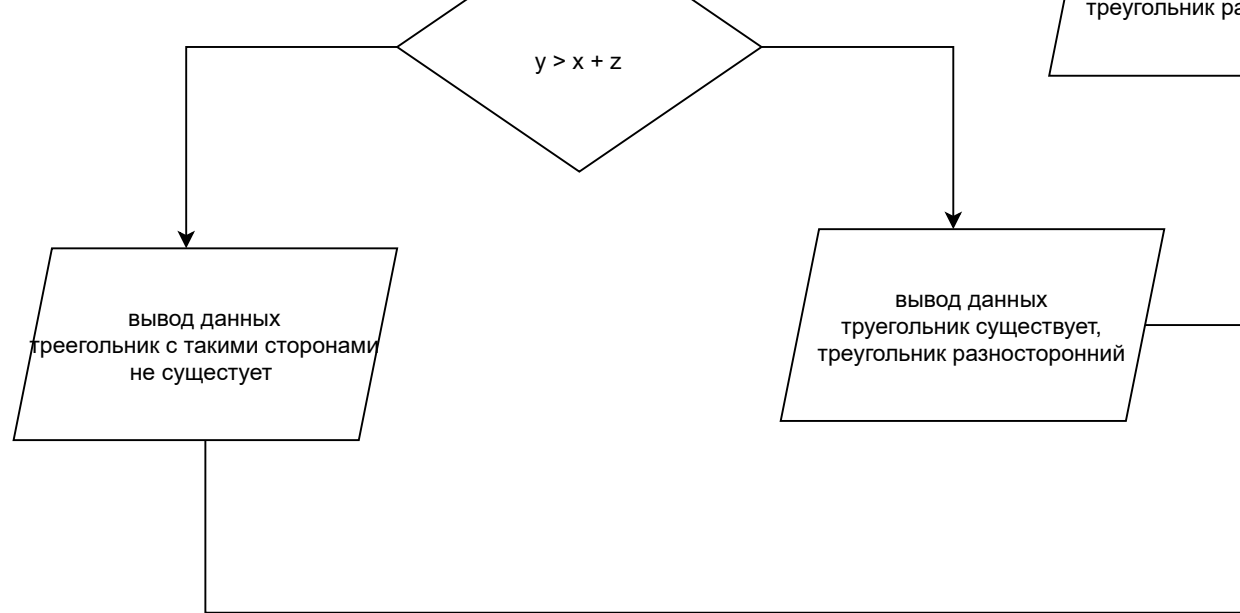 треугольник ра
y > x + z
вывод данных
труегольник существует,
треугольник разносторонний
вывод данных
треегольник с такими сторонами
не сущестует